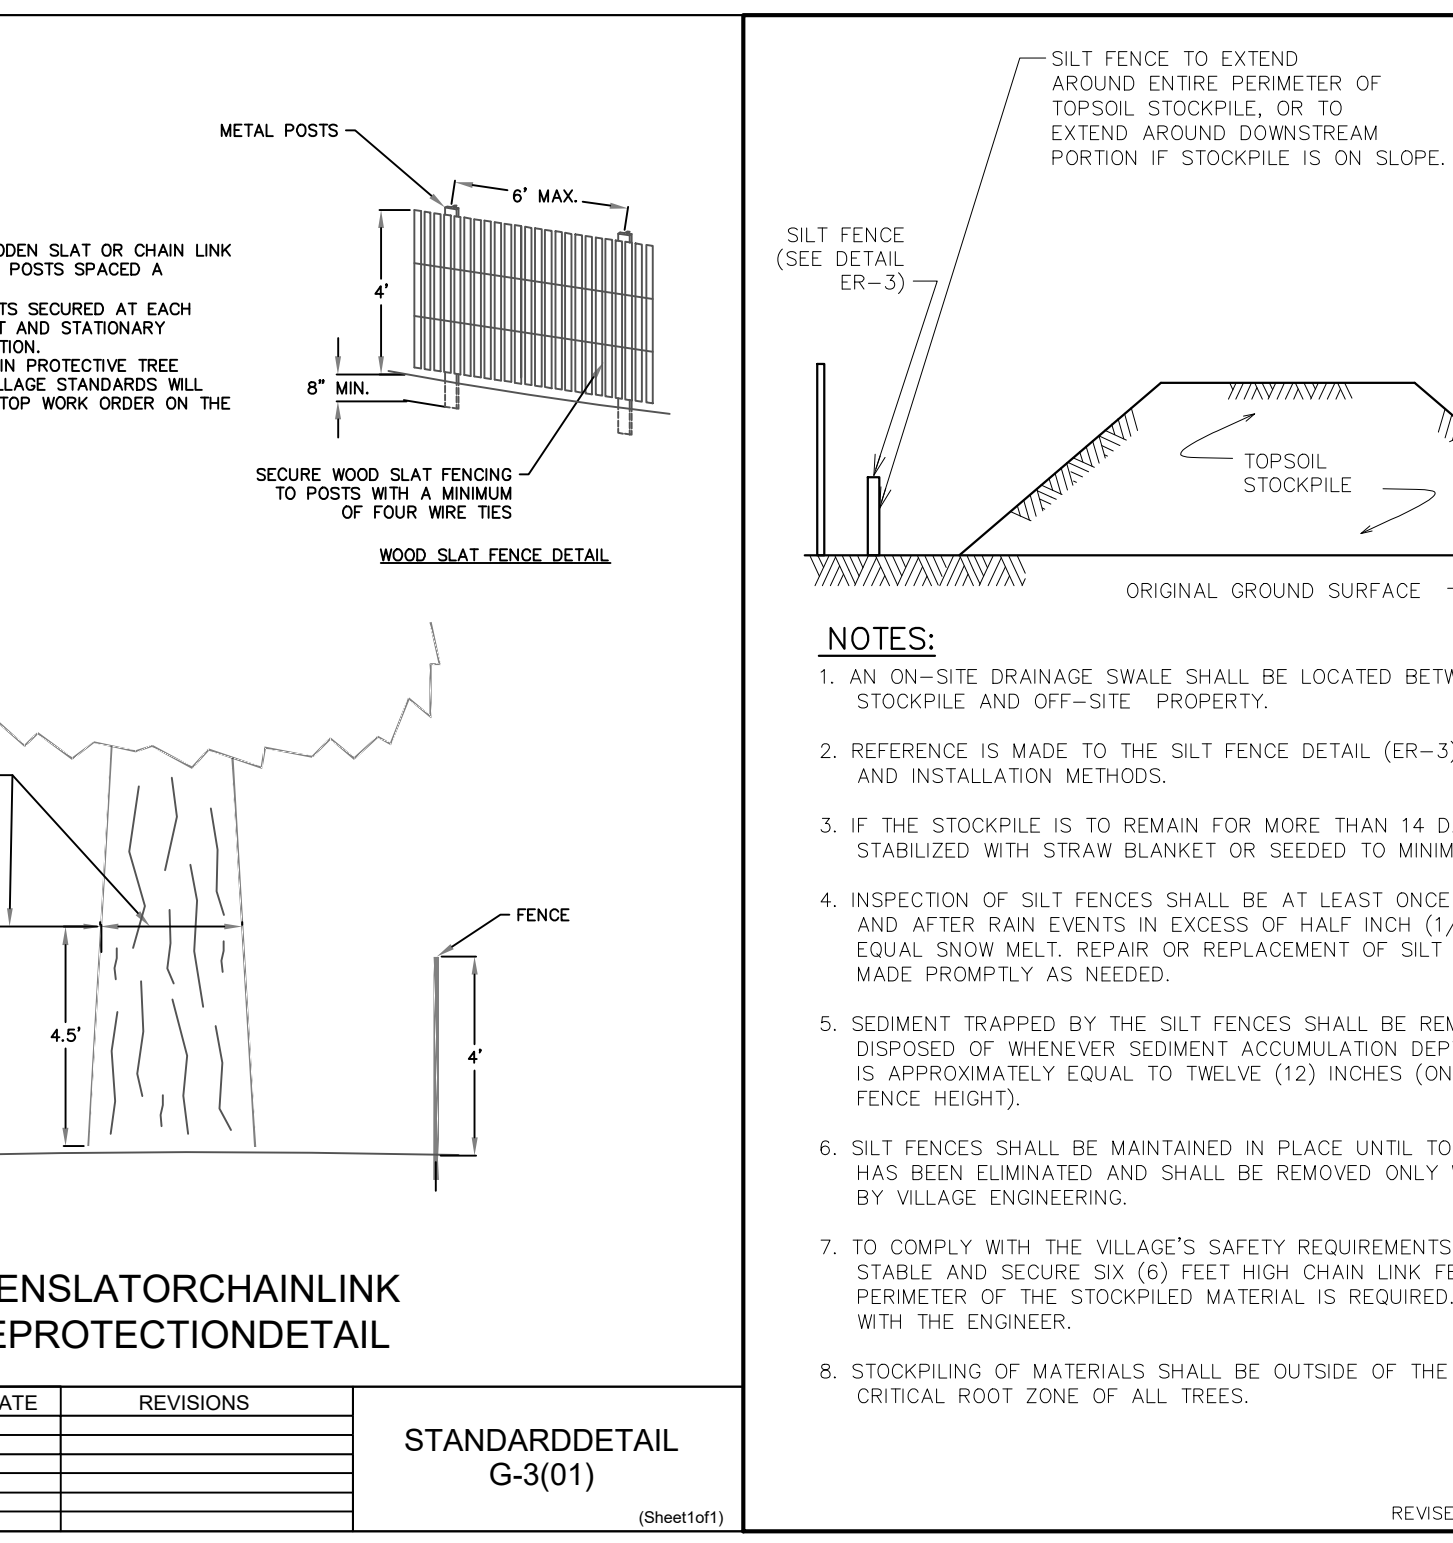 METAL POSTS
6' MAX.
ODEN SLAT OR CHAIN LINK
POSTS SPACED A
TS SECURED AT EACH
T AND STATIONARY
TION.
IN PROTECTIVE TREE
LLAGE STANDARDS WILL
TOP WORK ORDER ON THE
4'
8" MIN.
SECURE WOOD SLAT FENCING
TO POSTS WITH A MINIMUM
OF FOUR WIRE TIES
WOOD SLAT FENCE DETAIL
FENCE
4.5'
4'
ENSLATORCHAINLINK
EPROTECTIONDETAIL
ATE
REVISIONS
STANDARDDETAIL
G-3(01)
(Sheet1of1)
SILT FENCE TO EXTEND
AROUND ENTIRE PERIMETER OF
TOPSOIL STOCKPILE, OR TO
EXTEND AROUND DOWNSTREAM
PORTION IF STOCKPILE IS ON SLOPE.
SILT FENCE
(SEE DETAIL
ER-3)
TOPSOIL
STOCKPILE
ORIGINAL GROUND SURFACE
NOTES:
1. AN ON-SITE DRAINAGE SWALE SHALL BE LOCATED BETW
STOCKPILE AND OFF-SITE PROPERTY.
2. REFERENCE IS MADE TO THE SILT FENCE DETAIL (ER-3)
AND INSTALLATION METHODS.
3. IF THE STOCKPILE IS TO REMAIN FOR MORE THAN 14 D
STABILIZED WITH STRAW BLANKET OR SEEDED TO MINIM
4. INSPECTION OF SILT FENCES SHALL BE AT LEAST ONCE
AND AFTER RAIN EVENTS IN EXCESS OF HALF INCH (1/
EQUAL SNOW MELT. REPAIR OR REPLACEMENT OF SILT
MADE PROMPTLY AS NEEDED.
5. SEDIMENT TRAPPED BY THE SILT FENCES SHALL BE REM
DISPOSED OF WHENEVER SEDIMENT ACCUMULATION DEP
IS APPROXIMATELY EQUAL TO TWELVE (12) INCHES (ON
FENCE HEIGHT).
6. SILT FENCES SHALL BE MAINTAINED IN PLACE UNTIL TO
HAS BEEN ELIMINATED AND SHALL BE REMOVED ONLY W
BY VILLAGE ENGINEERING.
7. TO COMPLY WITH THE VILLAGE'S SAFETY REQUIREMENTS
STABLE AND SECURE SIX (6) FEET HIGH CHAIN LINK FE
PERIMETER OF THE STOCKPILED MATERIAL IS REQUIRED.
WITH THE ENGINEER.
8. STOCKPILING OF MATERIALS SHALL BE OUTSIDE OF THE
CRITICAL ROOT ZONE OF ALL TREES.
REVISE